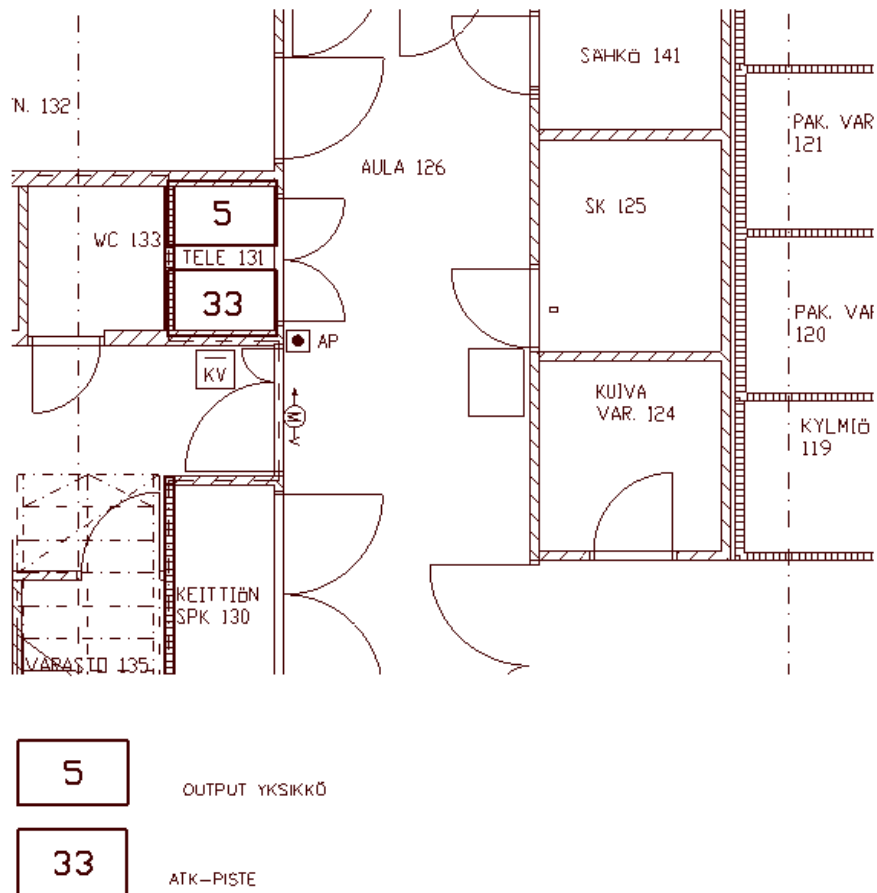 SÄHKÖ 141
N. 132
PAK. VAR
121
AULA 126
5
SK 125
WC 133
TELE 131
33
PAK. VAR
120
AP
KV
KUIVA
VAR. 124
M
KYLMIÖ
119
KEITTIÖN
SPK 130
VARASTO 135
5
OUTPUT YKSIKKÖ
33
ATK-PISTE